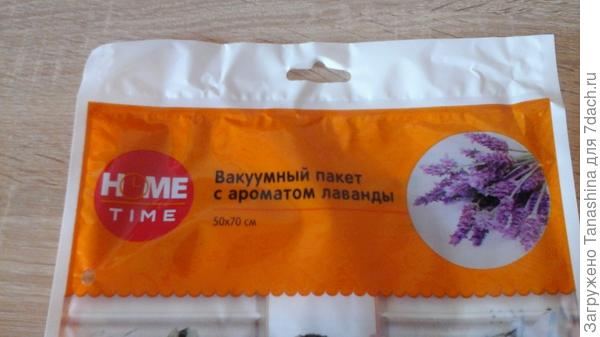 HOME
TIME
Вакуумный пакет
с ароматом лаванды
50х70 см
Загружено Tanashina для 7dach.ru